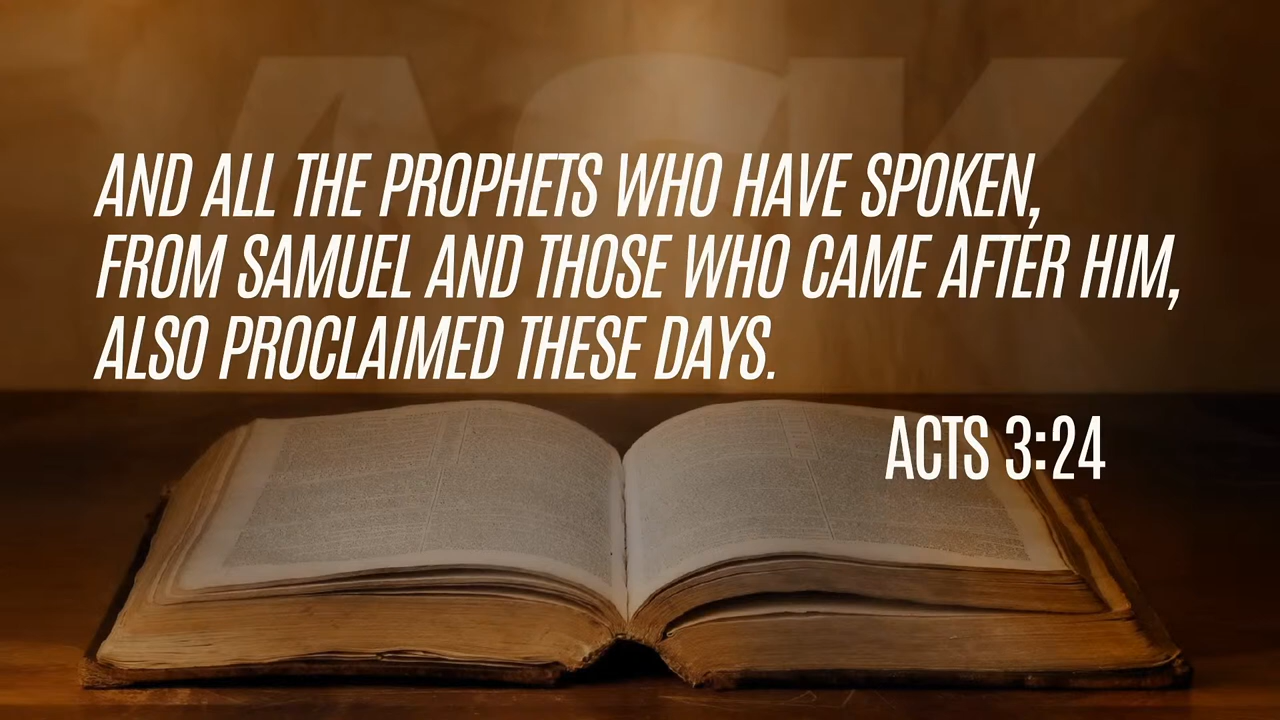 AND ALL THE PROPHETS WHO HAVE SPOKEN,
FROM SAMUEL AND THOSE WHO CAME AFTER HIM,
ALSO PROCLAIMED THESE DAYS.
ACTS 3:24